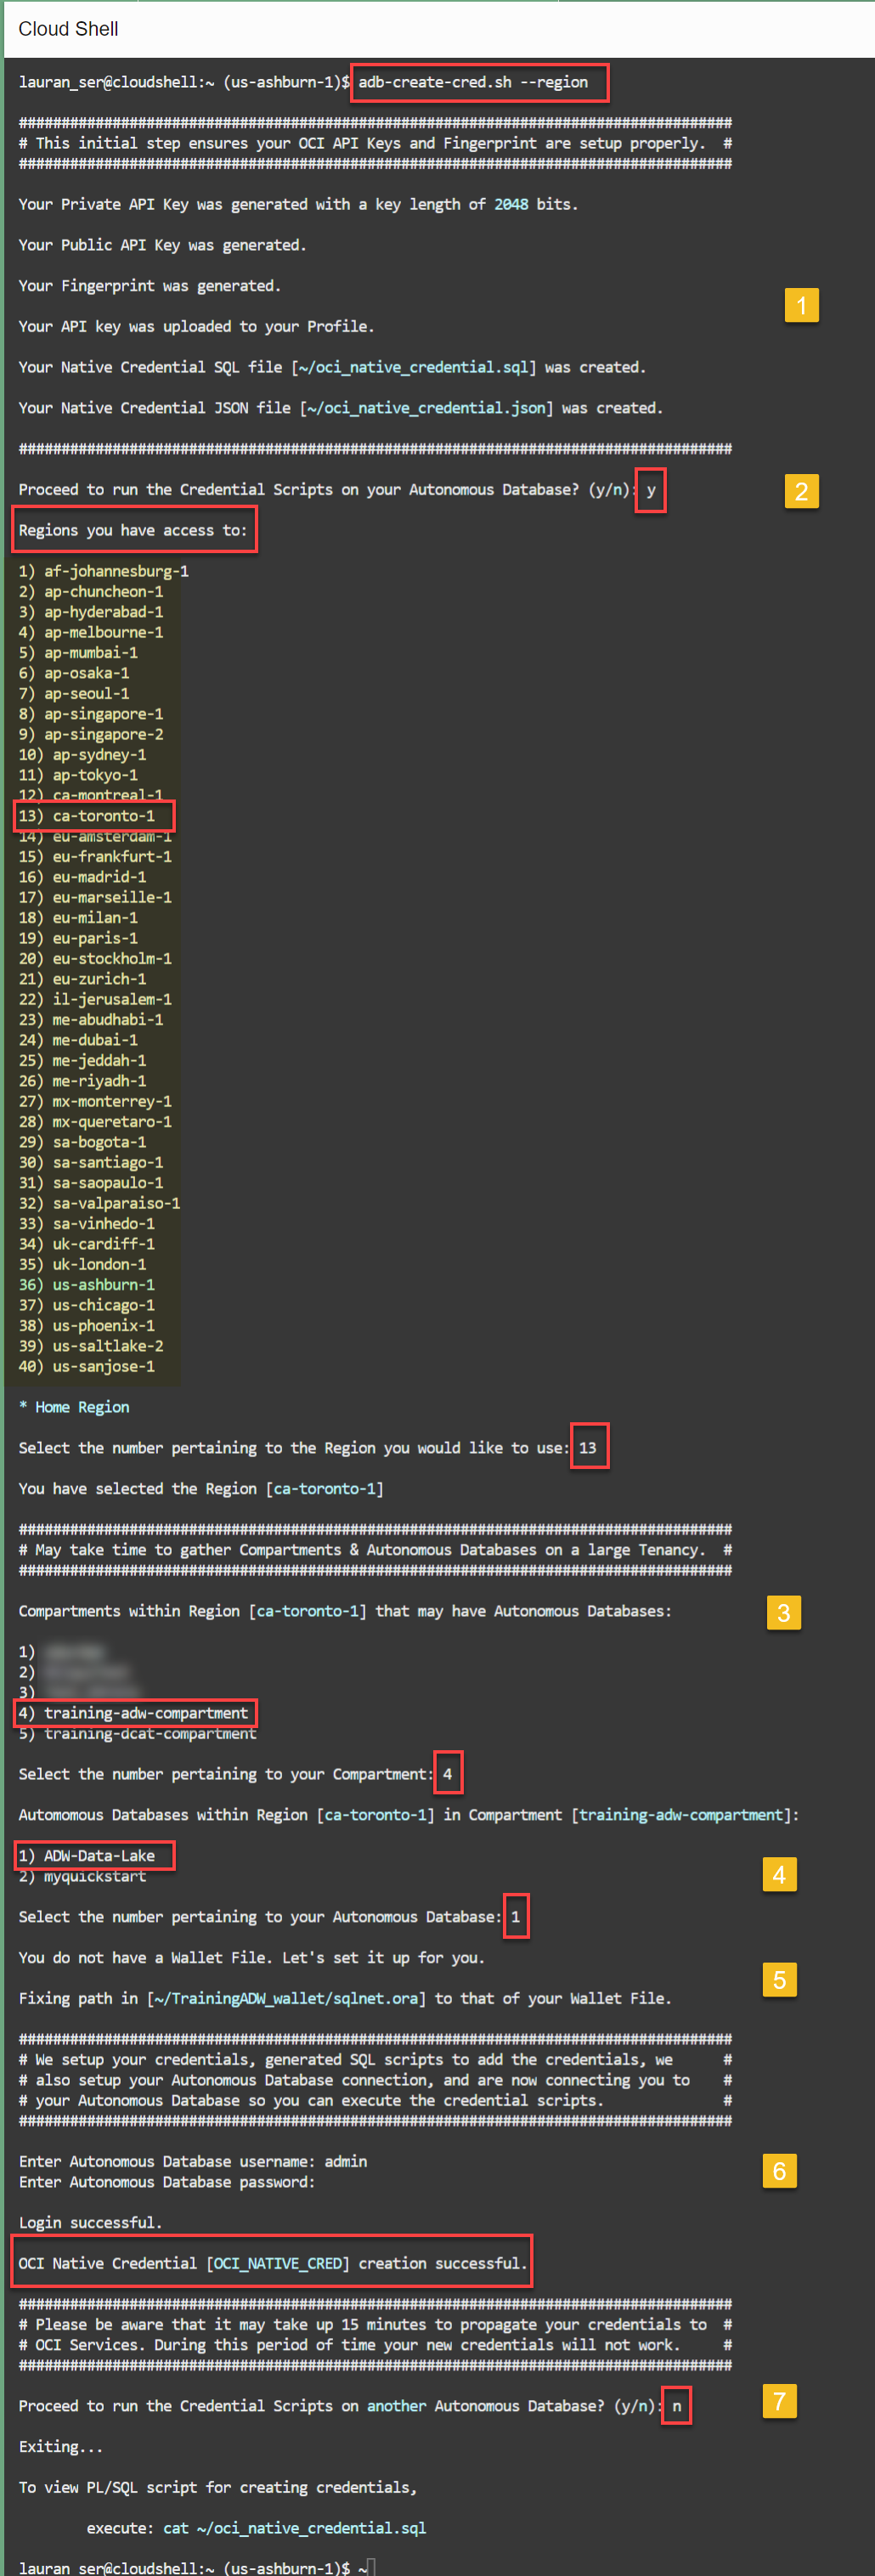 Cloud Shell
lauran_ser@cloudshell:~ (us-ashburn-1)$ adb-create-cred.sh --region
####################################################################################
# This initial step ensures your OCI API Keys and Fingerprint are setup properly.  #
####################################################################################
Your Private API Key was generated with a key length of 2048 bits.
Your Public API Key was generated.
Your Fingerprint was generated.
1
Your API key was uploaded to your Profile.
Your Native Credential SQL file [~/oci_native_credential.sql] was created.
Your Native Credential JSON file [~/oci_native_credential.json] was created.
####################################################################################
Proceed to run the Credential Scripts on your Autonomous Database? (y/n): y
2
Regions you have access to:
1) af-johannesburg-1
2) ap-chuncheon-1
3) ap-hyderabad-1
4) ap-melbourne-1
5) ap-mumbai-1
6) ap-osaka-1
7) ap-seoul-1
8) ap-singapore-1
9) ap-singapore-2
10) ap-sydney-1
11) ap-tokyo-1
12) ca-montreal-1
13) ca-toronto-1
14) eu-amsterdam-1
15) eu-frankfurt-1
16) eu-madrid-1
17) eu-marseille-1
18) eu-milan-1
19) eu-paris-1
20) eu-stockholm-1
21) eu-zurich-1
22) il-jerusalem-1
23) me-abudhabi-1
24) me-dubai-1
25) me-jeddah-1
26) me-riyadh-1
27) mx-monterrey-1
28) mx-queretaro-1
29) sa-bogota-1
30) sa-santiago-1
31) sa-saopaulo-1
32) sa-valparaiso-1
33) sa-vinhedo-1
34) uk-cardiff-1
35) uk-london-1
36) us-ashburn-1
37) us-chicago-1
38) us-phoenix-1
39) us-saltlake-2
40) us-sanjose-1
* Home Region
Select the number pertaining to the Region you would like to use: 13
You have selected the Region [ca-toronto-1]
####################################################################################
# May take time to gather Compartments & Autonomous Databases on a large Tenancy.  #
####################################################################################
Compartments within Region [ca-toronto-1] that may have Autonomous Databases:
3
1)
2)
3)
4) training-adw-compartment
5) training-dcat-compartment
Select the number pertaining to your Compartment: 4
Automomous Databases within Region [ca-toronto-1] in Compartment [training-adw-compartment]:
1) ADW-Data-Lake
2) myquickstart
4
Select the number pertaining to your Autonomous Database: 1
You do not have a Wallet File. Let's set it up for you.
5
Fixing path in [~/TrainingADW_wallet/sqlnet.ora] to that of your Wallet File.
####################################################################################
# We setup your credentials, generated SQL scripts to add the credentials, we      #
# also setup your Autonomous Database connection, and are now connecting you to    #
# your Autonomous Database so you can execute the credential scripts.              #
####################################################################################
Enter Autonomous Database username: admin
6
Enter Autonomous Database password:
Login successful.
OCI Native Credential [OCI_NATIVE_CRED] creation successful.
####################################################################################
# Please be aware that it may take up 15 minutes to propagate your credentials to  #
# OCI Services. During this period of time your new credentials will not work.     #
####################################################################################
Proceed to run the Credential Scripts on another Autonomous Database? (y/n): n
7
Exiting...
To view PL/SQL script for creating credentials,
execute: cat ~/oci_native_credential.sql
lauran_ser@cloudshell:~ (us-ashburn-1)$ ~